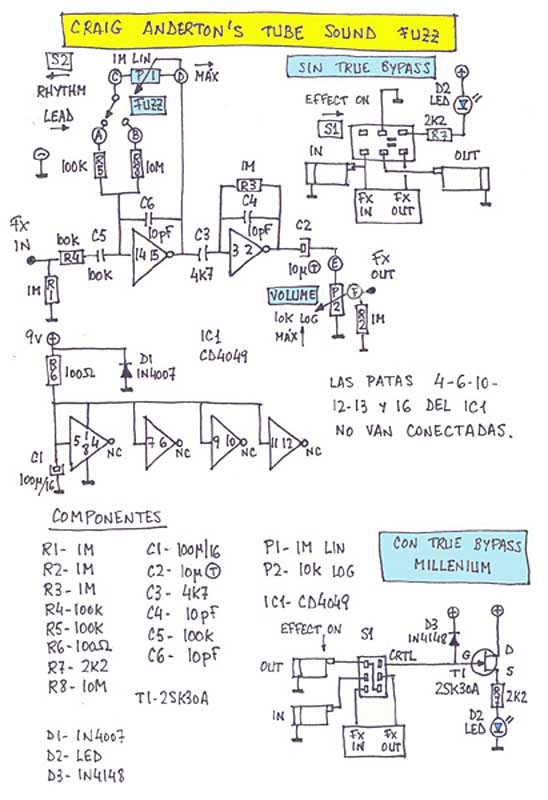 CRAIG ANDERTON'S TUBE SOUND FUZZ
S2
1M LIN
C P/1 D
MAX
RHYTHM
FUZZ
LEAD
A B
100K R5
R8 10M
C6
10pF
1M
R3
C4
10pF
FX IN
100K
R4
C5
100K
14 15
C3
4K7
3 2
C2
10µ T
E
FX OUT
1M R1
VOLUME
P2
F
10K LOG
MÁX
R2 1M
SIN TRUE BYPASS
D2
LED
EFFECT ON
2K2
S1
R7
IN
OUT
FX IN
FX OUT
9V
R6 100Ω
D1
1N4007
IC1
CD4049
LAS PATAS 4-6-10-
12-13 Y 16 DEL IC1
NO VAN CONECTADAS.
C1
100µ/16
5 1 8 4 NC
7 6 NC
9 10 NC
11 12 NC
COMPONENTES
R1- 1M
R2- 1M
R3- 1M
R4-100K
R5-100K
R6-100Ω
R7- 2K2
R8-10M
C1-100µ/16
C2- 10µ T
C3- 4K7
C4- 10pF
C5- 100K
C6- 10pF
T1-2SK30A
P1- 1M LIN
P2- 10K LOG
IC1-CD4049
D1- 1N4007
D2- LED
D3-1N4148
CON TRUE BYPASS
MILLENIUM
EFFECT ON
S1
D3
1N4148
OUT
CRTL
G
D
T1
S
2SK30A
R7
2K2
IN
D2
LED
FX IN
FX OUT